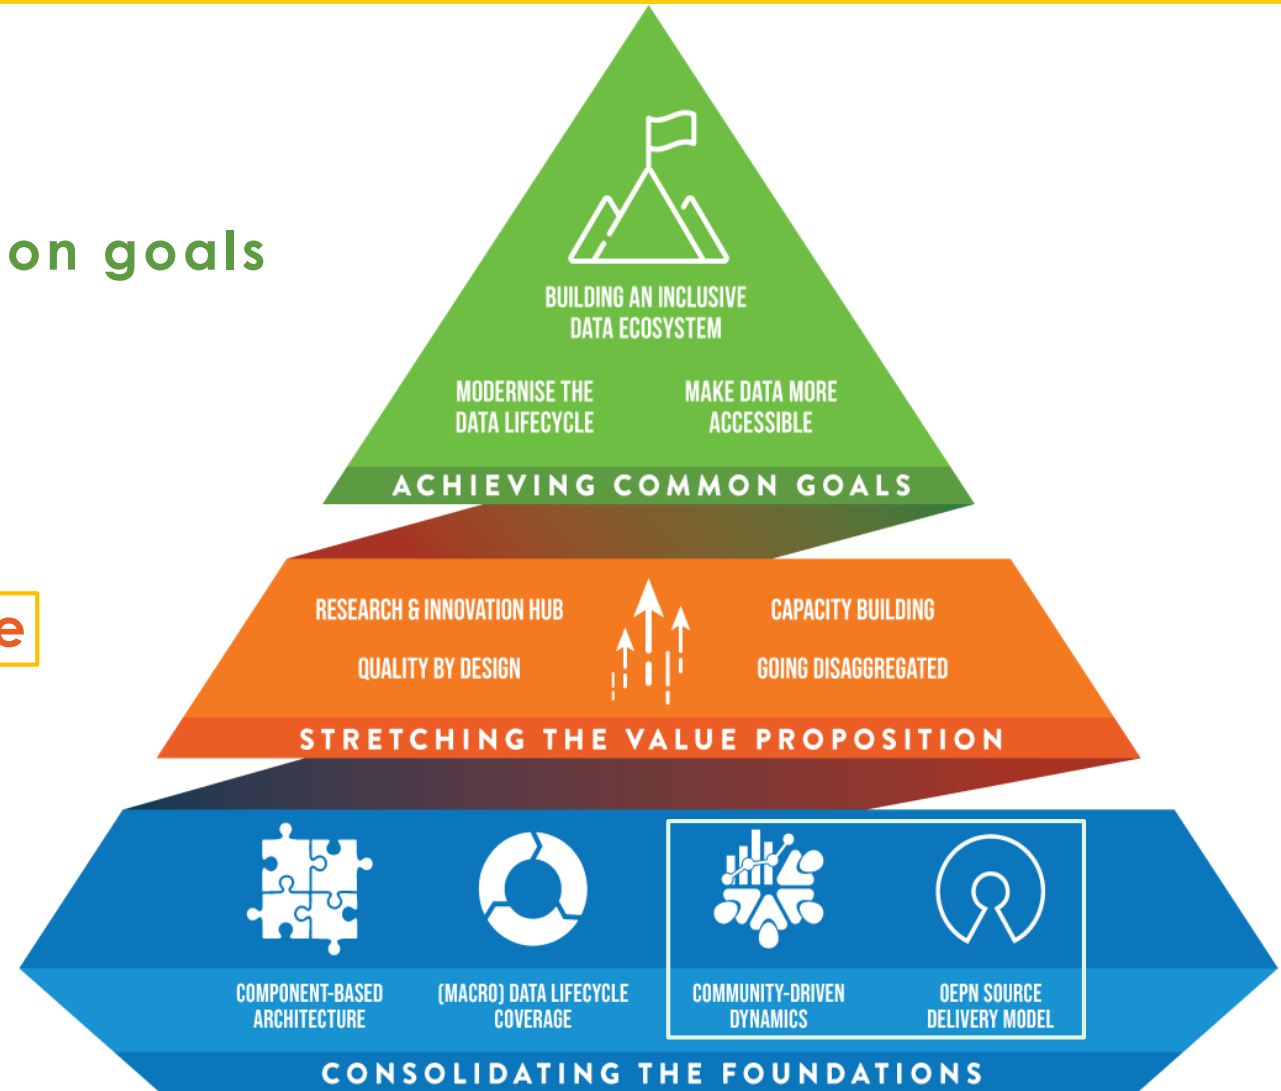 on goals
BUILDING AN INCLUSIVE
DATA ECOSYSTEM
MODERNISE THE
DATA LIFECYCLE
MAKE DATA MORE
ACCESSIBLE
ACHIEVING COMMON GOALS
e
RESEARCH & INNOVATION HUB
CAPACITY BUILDING
QUALITY BY DESIGN
GOING DISAGGREGATED
STRETCHING THE VALUE PROPOSITION
COMPONENT-BASED
ARCHITECTURE
(MACRO) DATA LIFECYCLE
COVERAGE
COMMUNITY-DRIVEN
DYNAMICS
OEPN SOURCE
DELIVERY MODEL
CONSOLIDATING THE FOUNDATIONS